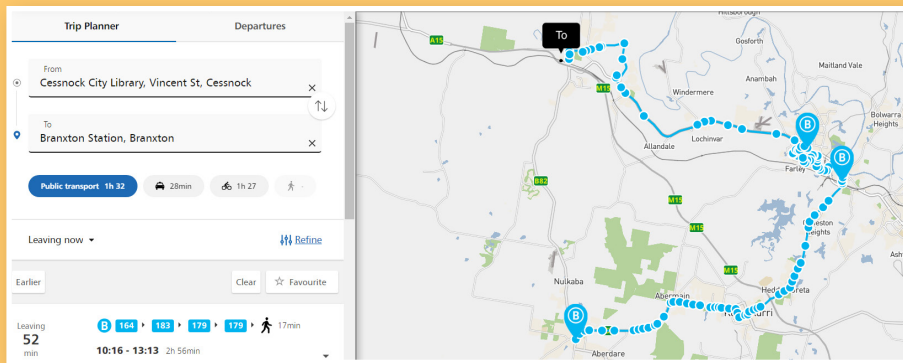 Trip Planner
Departures
From
Cessnock City Library, Vincent St, Cessnock
To
Branxton Station, Branxton
Public transport 1h 32
28min
1h 27
-
Leaving now
Refine
Earlier
Clear
Favourite
Leaving
52
min
B 164 183 179 179 17min
10:16 - 13:13 2h 56min
To
A15
Gosforth
Maitland Vale
Anambah
Windermere
M15
Bolwarra
Heights
B
Lochinvar
Allandale
Farley
B
B82
M15
Heights
M15
Nulkaba
Abermain
B
Aberdare